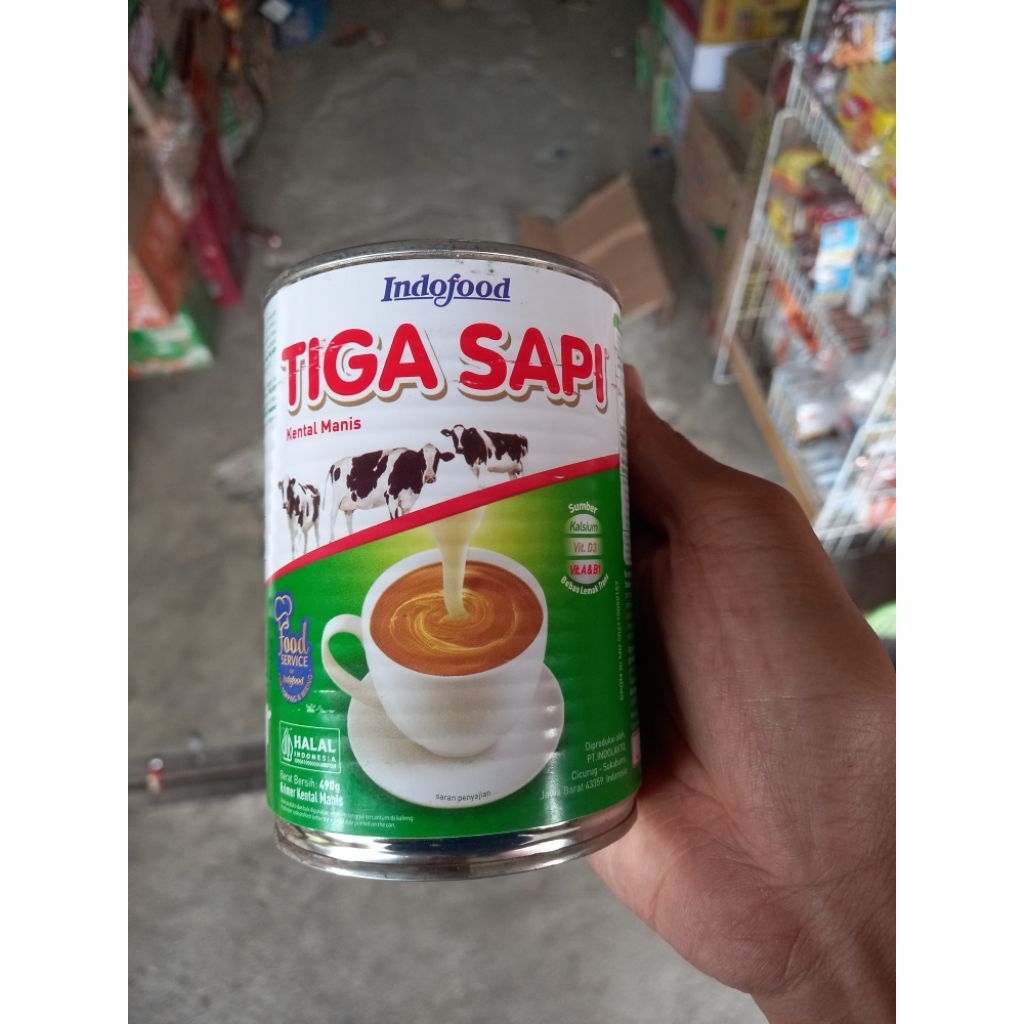 Indofood
TIGA SAPI
Kental Manis
Sumber
Kalsium
Vit. D3
Vit.A & B1
Bebas Lemak Trans
Food
SERVICE
Indofood
HALAL
INDONESIA
Berat Bersih: 490g
Krimer Kental Manis
saran penyajian
Diproduksi oleh:
PT.INDOLAKTO,
Cicurug - Sukabumi,
Jawa Barat 43359, Indonesia